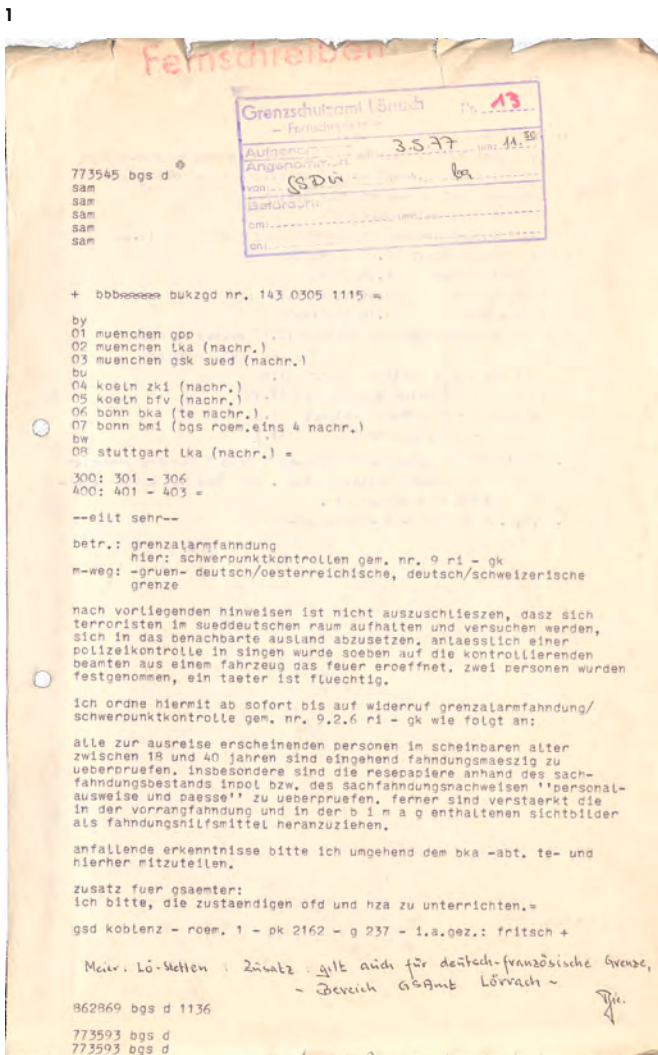 1
Fernschreiben
Grenzschutzamt Lörrach Nr. 13
– Fernschreibstelle –
Aufgenommen 3.5.77 um: 11.50
Angenommen
von: GSDir ba
Befördert:
am: um:
an:
773545 bgs d
sam
sam
sam
sam
sam
+ bbb bukzgd nr. 143 0305 1115 =
by
01 muenchen gpp
02 muenchen lka (nachr.)
03 muenchen gsk sued (nachr.)
bu
04 koeln zki (nachr.)
05 koeln bfv (nachr.)
06 bonn bka (te nachr.)
07 bonn bmi (bgs roem.eins 4 nachr.)
bw
08 stuttgart lka (nachr.) =
300: 301 - 306
400: 401 - 403 =
--eilt sehr--
betr.: grenzalarmfahndung
hier: schwerpunktkontrollen gem. nr. 9 ri - gk
m-weg: -gruen- deutsch/oesterreichische, deutsch/schweizerische
grenze
nach vorliegenden hinweisen ist nicht auszuschlieszen, dasz sich
terroristen im sueddeutschen raum aufhalten und versuchen werden,
sich in das benachbarte ausland abzusetzen. anlaesslich einer
polizeikontrolle in singen wurde soeben auf die kontrollierenden
beamten aus einem fahrzeug das feuer eroeffnet. zwei personen wurden
festgenommen, ein taeter ist fluechtig.
ich ordne hiermit ab sofort bis auf widerruf grenzalarmfahndung/
schwerpunktkontrolle gem. nr. 9.2.6 ri - gk wie folgt an:
alle zur ausreise erscheinenden personen im scheinbaren alter
zwischen 18 und 40 jahren sind eingehend fahndungsmaeszig zu
ueberpruefen. insbesondere sind die resepapiere anhand des sach-
fahndungsbestands inpol bzw. des sachfahndungsnachweisen ''personal-
ausweise und paesse'' zu ueberpruefen. ferner sind verstaerkt die
in der vorrangfahndung und in der b i m a g enthaltenen sichtbilder
als fahndungshilfsmittel heranzuziehen.
anfallende erkenntnisse bitte ich umgehend dem bka -abt. te- und
hierher mitzuteilen.
zusatz fuer gsaemter:
ich bitte, die zustaendigen ofd und hza zu unterrichten.=
gsd koblenz - roem. 1 - pk 2162 - g 237 - i.a.gez.: fritsch +
Meier. Lö-Stetten : Zusatz : gilt auch für deutsch-französische Grenze,
– Bereich GSAmt Lörrach –
862869 bgs d 1136
773593 bgs d
773593 bgs d